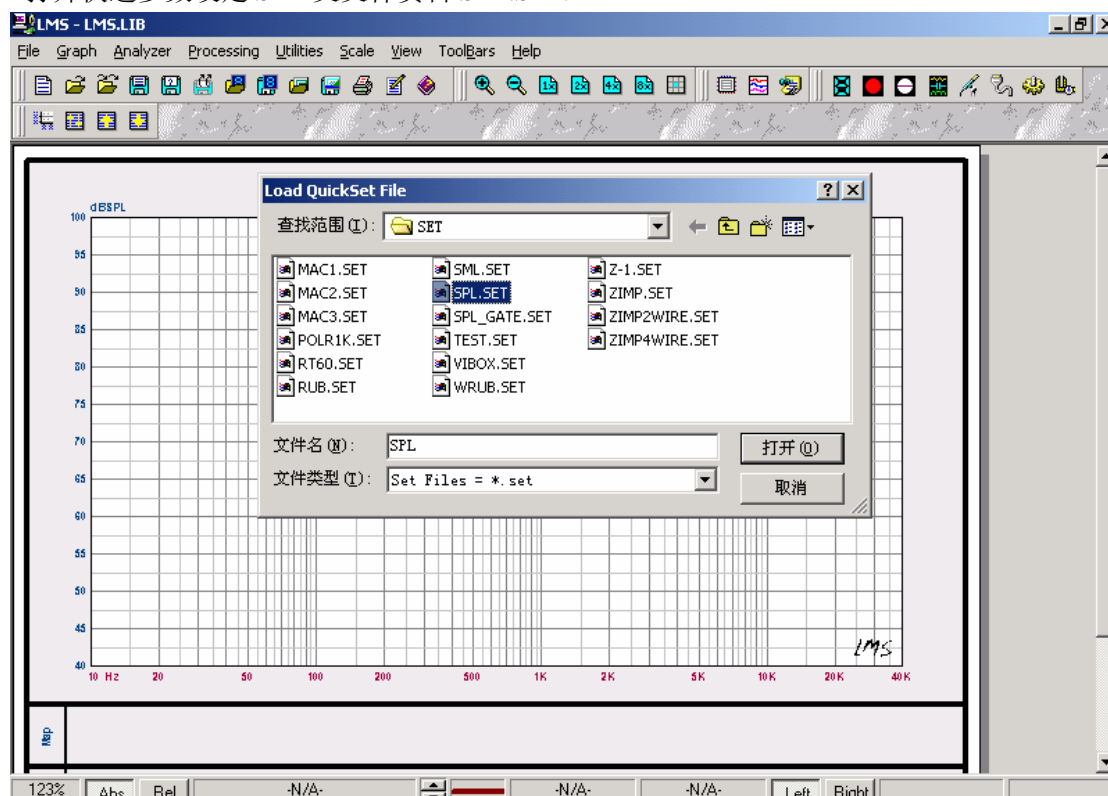 LMS - LMS.LIB
File Graph Analyzer Processing Utilities Scale View ToolBars Help
1x 2x 4x 8x
Load QuickSet File
查找范围(I): SET
MAC1.SET SML.SET Z-1.SET
MAC2.SET SPL.SET ZIMP.SET
MAC3.SET SPL_GATE.SET ZIMP2WIRE.SET
POLR1K.SET TEST.SET ZIMP4WIRE.SET
RT60.SET VIBOX.SET
RUB.SET WRUB.SET
文件名(N): SPL 打开(O)
文件类型(T): Set Files = *.set 取消
dBSPL
100
95
90
85
80
75
70
65
60
55
50
45
40
LMS
10 Hz 20 50 100 200 500 1K 2K 5K 10K 20K 40K
Map
123% Abs Rel -N/A- -N/A- -N/A- Left Right